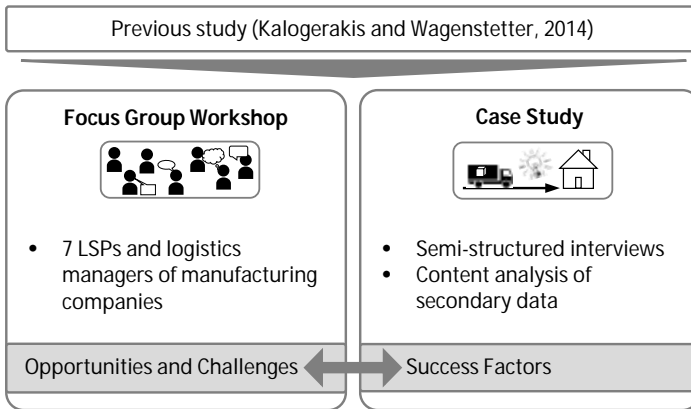 Previous study (Kalogerakis and Wagenstetter, 2014)
Focus Group Workshop
• 7 LSPs and logistics
managers of manufacturing
companies
Opportunities and Challenges
Case Study
• Semi-structured interviews
• Content analysis of
secondary data
Success Factors